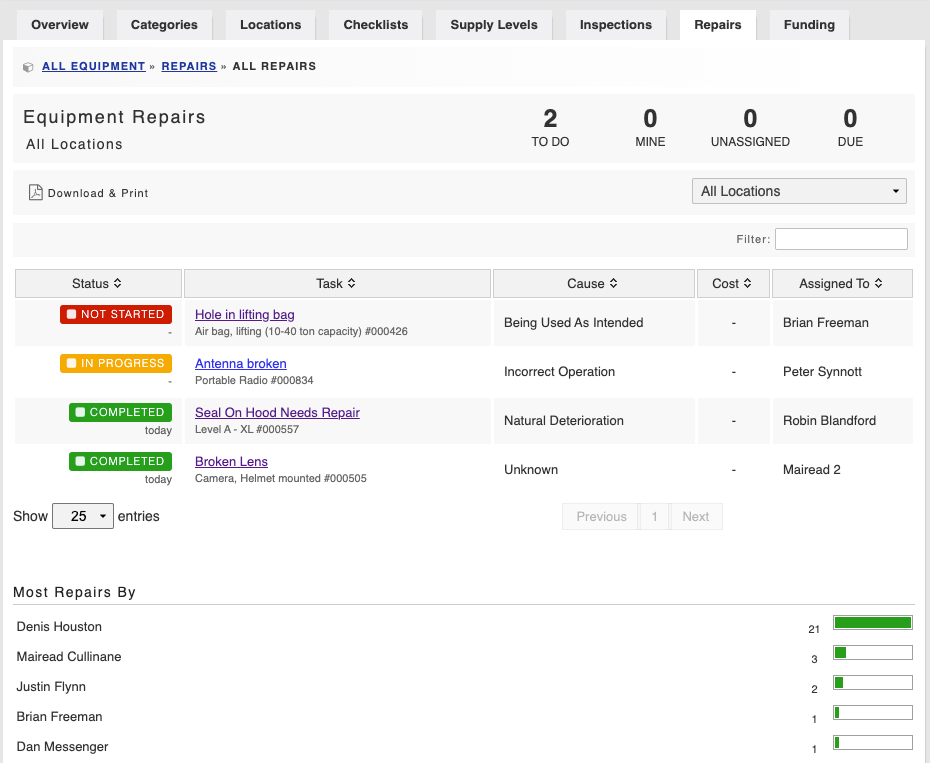 Overview Categories Locations Checklists Supply Levels Inspections Repairs Funding
ALL EQUIPMENT » REPAIRS » ALL REPAIRS
Equipment Repairs
All Locations
2 0 0 0
TO DO MINE UNASSIGNED DUE
Download & Print
All Locations
Filter:
Status Task Cause Cost Assigned To
NOT STARTED Hole in lifting bag Being Used As Intended - Brian Freeman
- Air bag, lifting (10-40 ton capacity) #000426
IN PROGRESS Antenna broken Incorrect Operation - Peter Synnott
- Portable Radio #000834
COMPLETED Seal On Hood Needs Repair Natural Deterioration - Robin Blandford
today Level A - XL #000557
COMPLETED Broken Lens Unknown - Mairead 2
today Camera, Helmet mounted #000505
Show 25 entries Previous 1 Next
Most Repairs By
Denis Houston 21
Mairead Cullinane 3
Justin Flynn 2
Brian Freeman 1
Dan Messenger 1